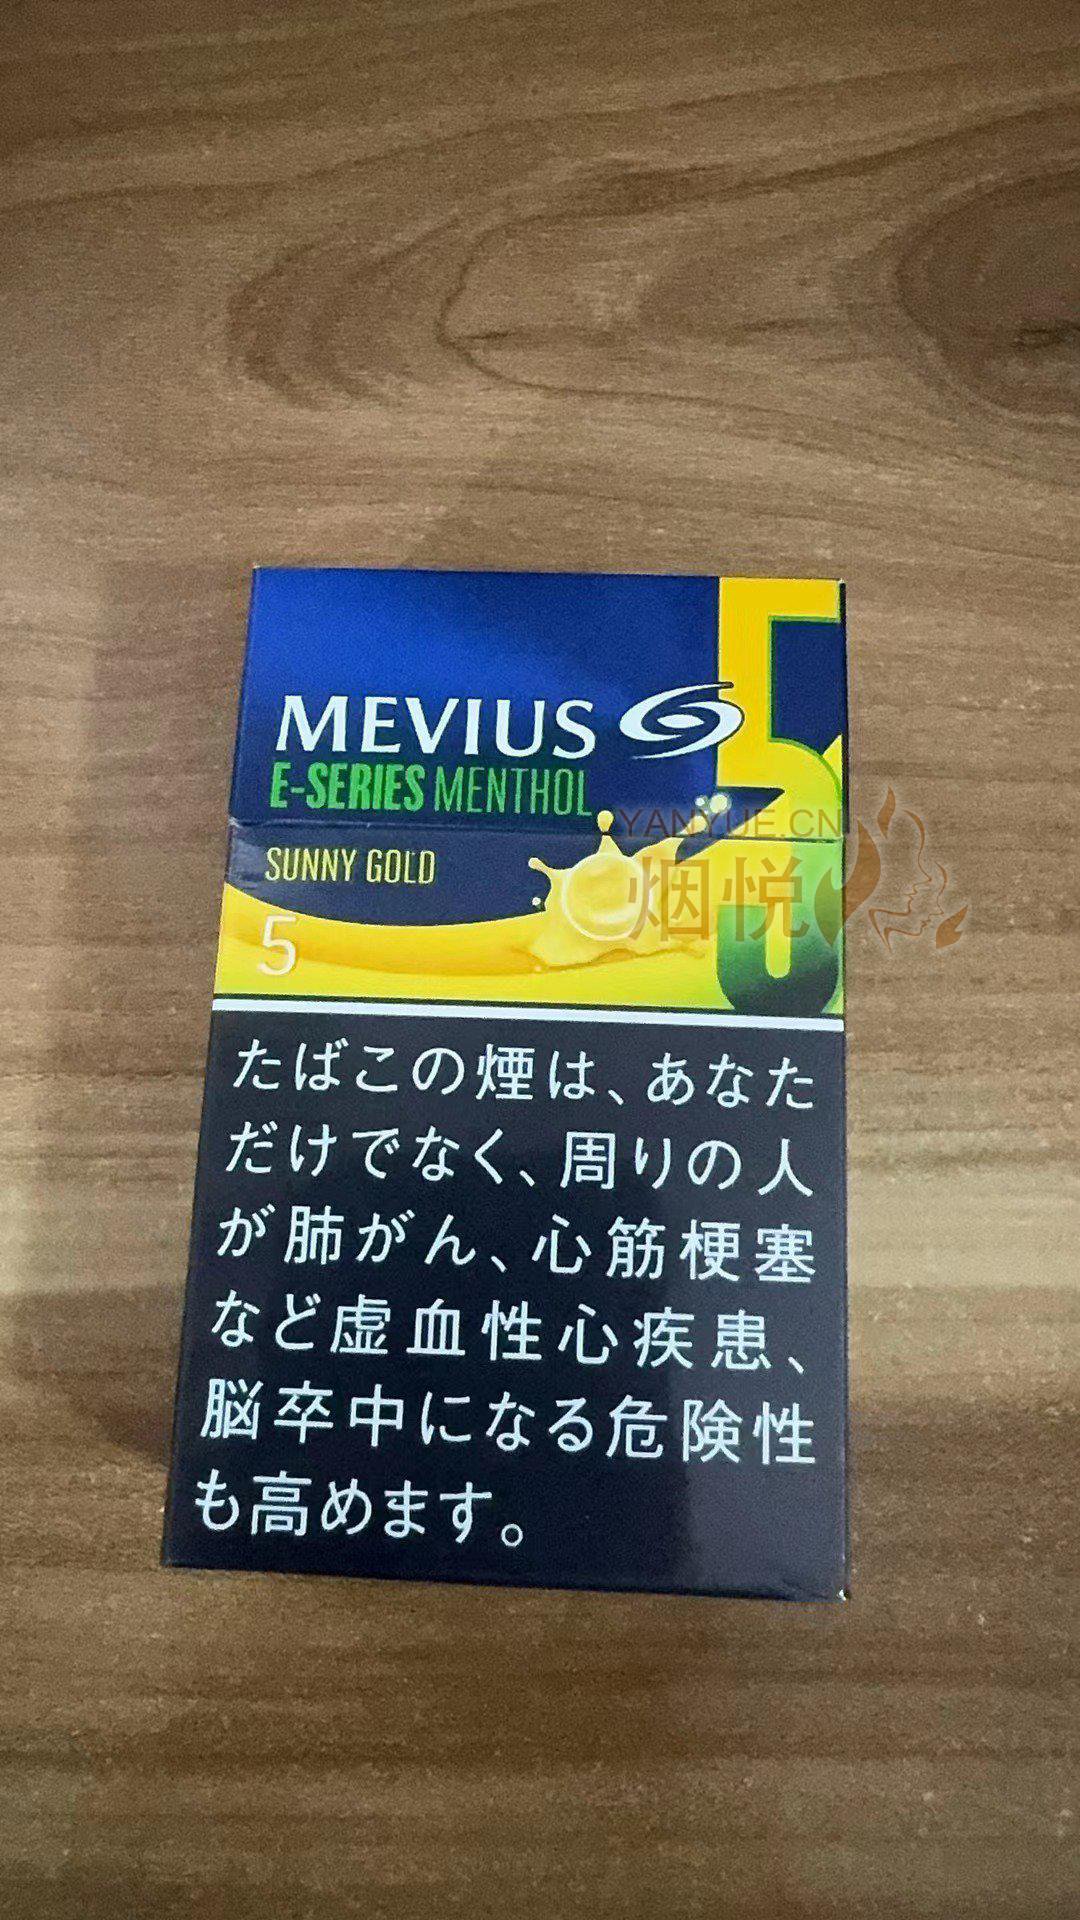 MEVIUS
E-SERIES MENTHOL
YANYUE.CN
SUNNY GOLD
烟悦
5
5
たばこの煙は、あなた
だけでなく、周りの人
が肺がん、心筋梗塞
など虚血性心疾患、
脳卒中になる危険性
も高めます。